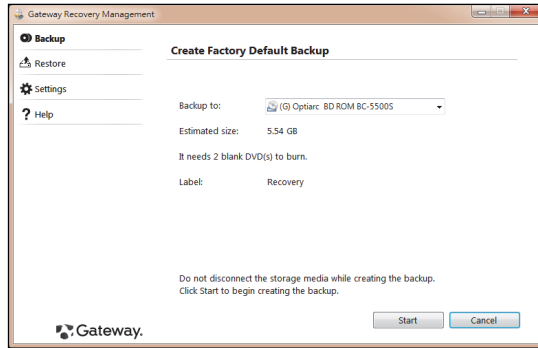 Gateway Recovery Management
Backup
Restore
Settings
Help
Create Factory Default Backup
Backup to:
(G) Optiarc BD ROM BC-5500S
Estimated size:
5.54 GB
It needs 2 blank DVD(s) to burn.
Label:
Recovery
Do not disconnect the storage media while creating the backup.
Click Start to begin creating the backup.
Start
Cancel
Gateway.